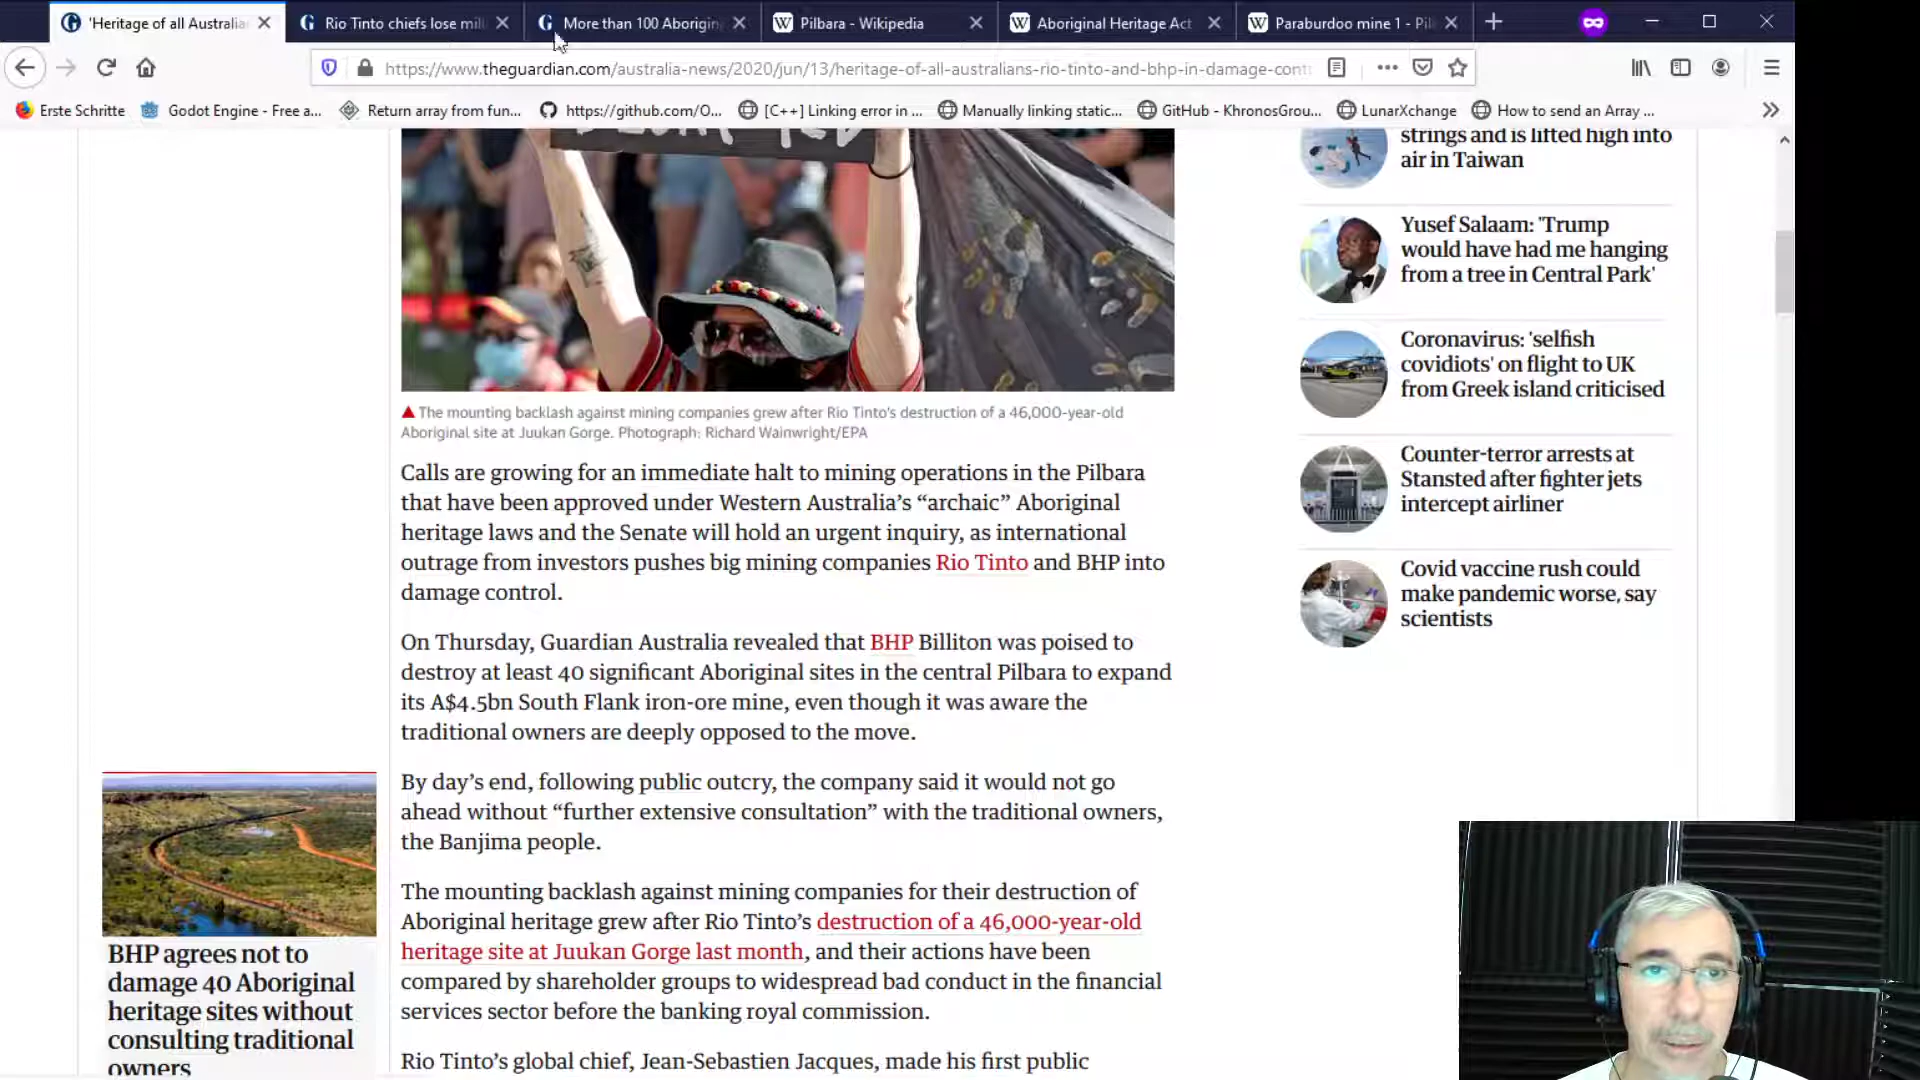 'Heritage of all Australia
Rio Tinto chiefs lose mill
More than 100 Aborigin
Pilbara - Wikipedia
Aboriginal Heritage Act
Paraburdoo mine 1 - Pil
https://www.theguardian.com/australia-news/2020/jun/13/heritage-of-all-australians-rio-tinto-and-bhp-in-damage-cont
Erste Schritte
Godot Engine - Free a...
Return array from fun...
https://github.com/O...
[C++] Linking error in ...
Manually linking static...
GitHub - KhronosGrou...
LunarXchange
How to send an Array ...
The mounting backlash against mining companies grew after Rio Tinto's destruction of a 46,000-year-old
Aboriginal site at Juukan Gorge. Photograph: Richard Wainwright/EPA
Calls are growing for an immediate halt to mining operations in the Pilbara
that have been approved under Western Australia's “archaic” Aboriginal
heritage laws and the Senate will hold an urgent inquiry, as international
outrage from investors pushes big mining companies Rio Tinto and BHP into
damage control.
On Thursday, Guardian Australia revealed that BHP Billiton was poised to
destroy at least 40 significant Aboriginal sites in the central Pilbara to expand
its A$4.5bn South Flank iron-ore mine, even though it was aware the
traditional owners are deeply opposed to the move.
By day's end, following public outcry, the company said it would not go
ahead without “further extensive consultation” with the traditional owners,
the Banjima people.
The mounting backlash against mining companies for their destruction of
Aboriginal heritage grew after Rio Tinto's destruction of a 46,000-year-old
heritage site at Juukan Gorge last month, and their actions have been
compared by shareholder groups to widespread bad conduct in the financial
services sector before the banking royal commission.
Rio Tinto's global chief, Jean-Sebastien Jacques, made his first public
BHP agrees not to
damage 40 Aboriginal
heritage sites without
consulting traditional
owners
strings and is lifted high into
air in Taiwan
Yusef Salaam: 'Trump
would have had me hanging
from a tree in Central Park'
Coronavirus: 'selfish
covidiots' on flight to UK
from Greek island criticised
Counter-terror arrests at
Stansted after fighter jets
intercept airliner
Covid vaccine rush could
make pandemic worse, say
scientists